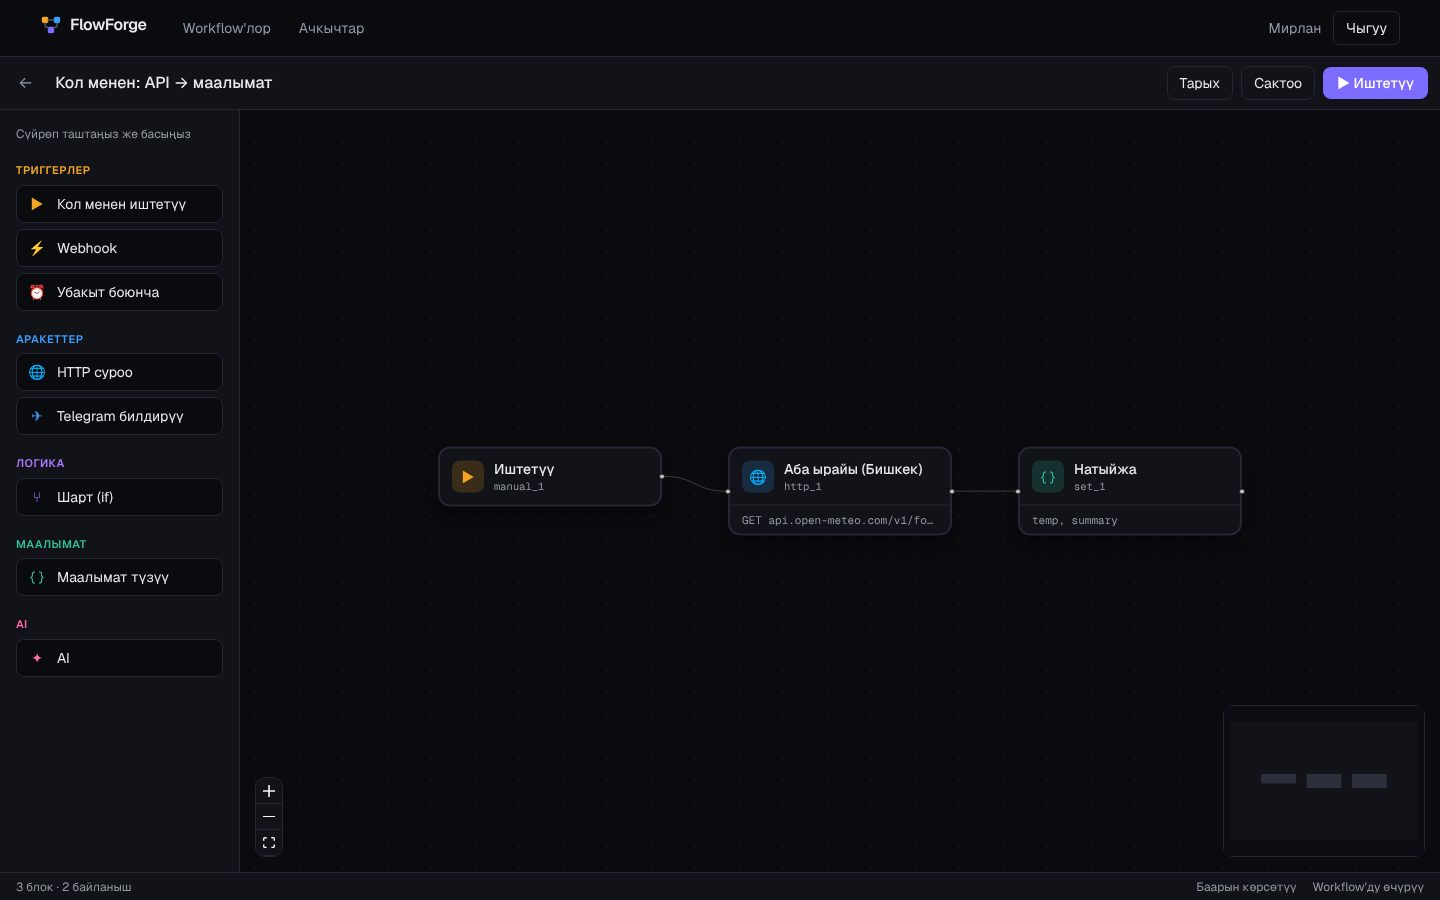 FlowForge
Workflow'лор
Ачкычтар
Мирлан
Чыгуу
← Кол менен: API → маалымат
Тарых
Сактоо
▶ Иштетүү
Сүйрөп таштаңыз же басыңыз
ТРИГГЕРЛЕР
Кол менен иштетүү
Webhook
Убакыт боюнча
АРАКЕТТЕР
HTTP суроо
Telegram билдирүү
ЛОГИКА
Шарт (if)
МААЛЫМАТ
{} Маалымат түзүү
AI
AI
Иштетүү
manual_1
Аба ырайы (Бишкек)
http_1
GET api.open-meteo.com/v1/fo…
{} Натыйжа
set_1
temp, summary
3 блок · 2 байланыш
Баарын көрсөтүү
Workflow'ду өчүрүү